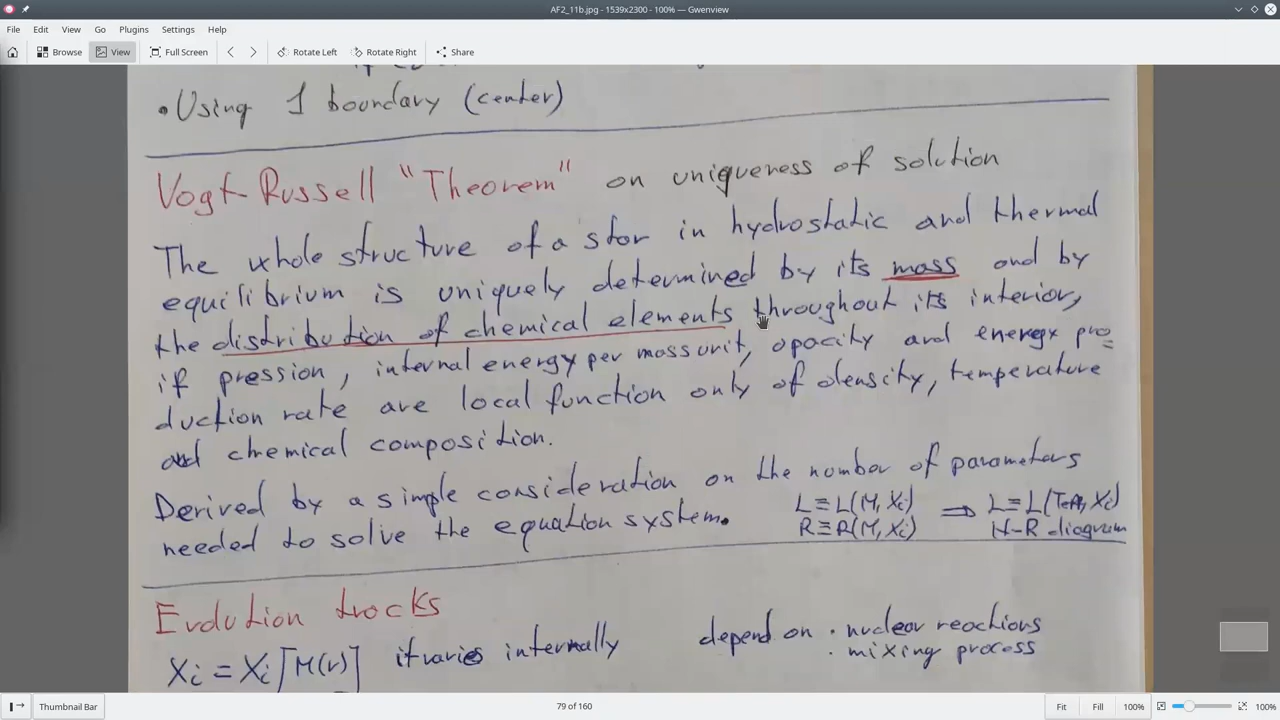 AF2_11b.jpg - 1539x2300 - 100% — Gwenview
File Edit View Go Plugins Settings Help
Browse View Full Screen Rotate Left Rotate Right Share
• Using 1 boundary (center)
Vogt-Russell "Theorem" on uniqueness of solution
The whole structure of a star in hydrostatic and thermal
equilibrium is uniquely determined by its mass and by
the distribution of chemical elements throughout its interior,
if pression, internal energy per mass unit, opacity and energy pro=
duction rate are local function only of density, temperature
and chemical composition.
Derived by a simple consideration on the number of parameters
needed to solve the equation system.
L≡L(M,Xi) ⇒ L≡L(Teff,Xi)
R≡R(M,Xi) H-R diagram
Evolution tracks
Xi = Xi[M(r)] it varies internally depend on · nuclear reactions
· mixing process
Thumbnail Bar 79 of 160 Fit Fill 100% 100%